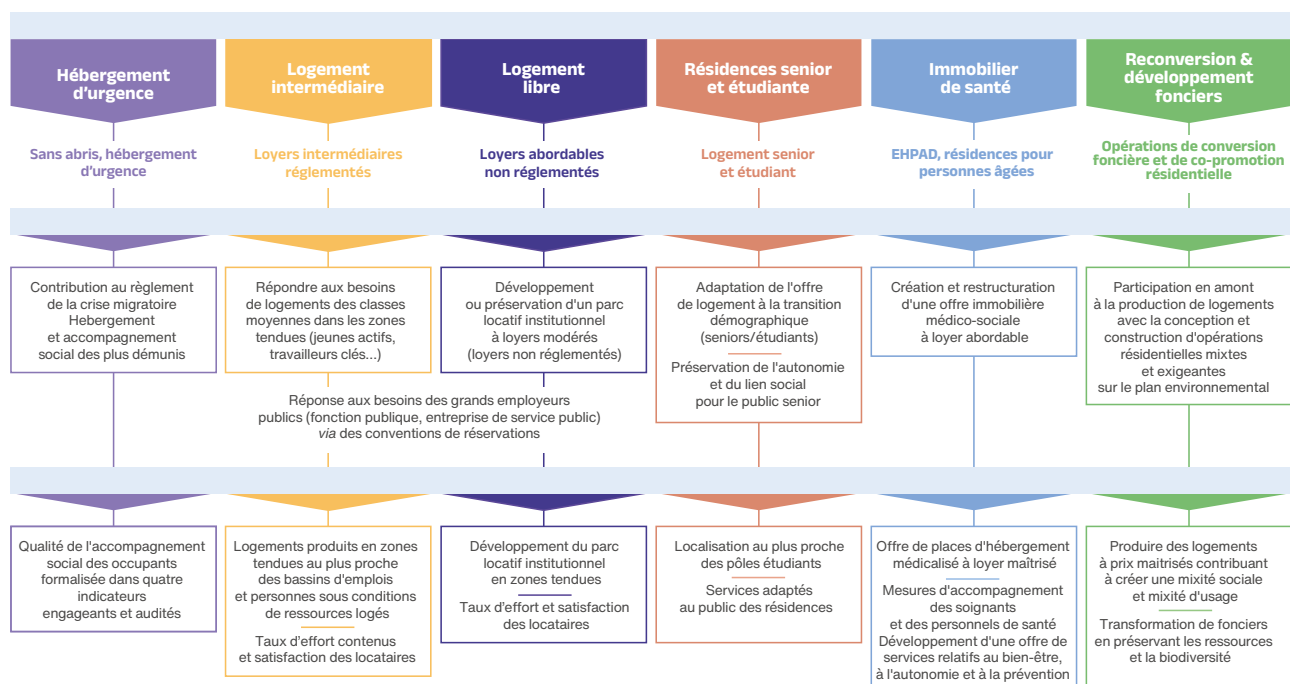 Hébergement
d'urgence
Logement
intermédiaire
Logement
libre
Résidences senior
et étudiante
Immobilier
de santé
Reconversion &
développement
fonciers
Sans abris, hébergement
d'urgence
Loyers intermédiaires
réglementés
Loyers abordables
non réglementés
Logement senior
et étudiant
EHPAD, résidences pour
personnes âgées
Opérations de conversion
foncière et de co-promotion
résidentielle
Contribution au règlement
de la crise migratoire
Hebergement
et accompagnement
social des plus démunis
Répondre aux besoins
de logements des classes
moyennes dans les zones
tendues (jeunes actifs,
travailleurs clés...)
Développement
ou préservation d'un parc
locatif institutionnel
à loyers modérés
(loyers non réglementés)
Réponse aux besoins des grands employeurs
publics (fonction publique, entreprise de service public)
via des conventions de réservations
Adaptation de l'offre
de logement à la transition
démographique
(seniors/étudiants)
Préservation de l'autonomie
et du lien social
pour le public senior
Création et restructuration
d'une offre immobilière
médico-sociale
à loyer abordable
Participation en amont
à la production de logements
avec la conception et
construction d'opérations
résidentielles mixtes
et exigeantes
sur le plan environnemental
Qualité de l'accompagnement
social des occupants
formalisée dans quatre
indicateurs
engageants et audités
Logements produits en zones
tendues au plus proche
des bassins d'emplois
et personnes sous conditions
de ressources logés
Taux d'effort contenus
et satisfaction des locataires
Développement du parc
locatif institutionnel
en zones tendues
Taux d'effort et satisfaction
des locataires
Localisation au plus proche
des pôles étudiants
Services adaptés
au public des résidences
Offre de places d'hébergement
médicalisé à loyer maîtrisé
Mesures d'accompagnement
des soignants
et des personnels de santé
Développement d'une offre de
services relatifs au bien-être,
à l'autonomie et à la prévention
Produire des logements
à prix maitrisés contribuant
à créer une mixité sociale
et mixité d'usage
Transformation de fonciers
en préservant les ressources
et la biodiversité